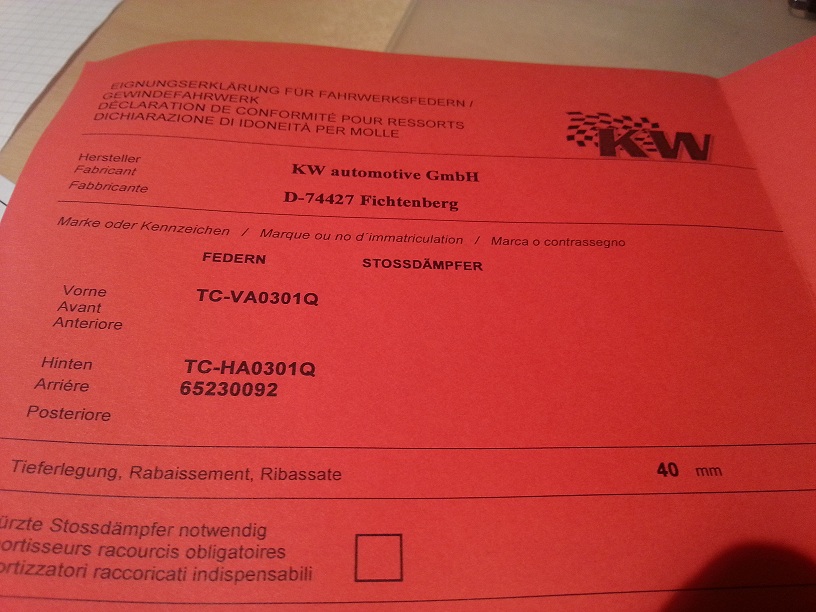 EIGNUNGSERKLÄRUNG FÜR FAHRWERKSFEDERN /
GEWINDEFAHRWERK
DÉCLARATION DE CONFORMITÉ POUR RESSORTS
DICHIARAZIONE DI IDONEITÀ PER MOLLE
KW
Hersteller
Fabricant
Fabbricante
KW automotive GmbH
D-74427 Fichtenberg
Marke oder Kennzeichen / Marque ou no d´immatriculation / Marca o contrassegno
FEDERN STOSSDÄMPFER
Vorne TC-VA0301Q
Avant
Anteriore
Hinten TC-HA0301Q
Arriére 65230092
Posteriore
Tieferlegung, Rabaissement, Ribassate 40 mm
ürzte Stossdämpfer notwendig
ortisseurs racourcis obligatoires
ortizzatori raccoricati indispensabili